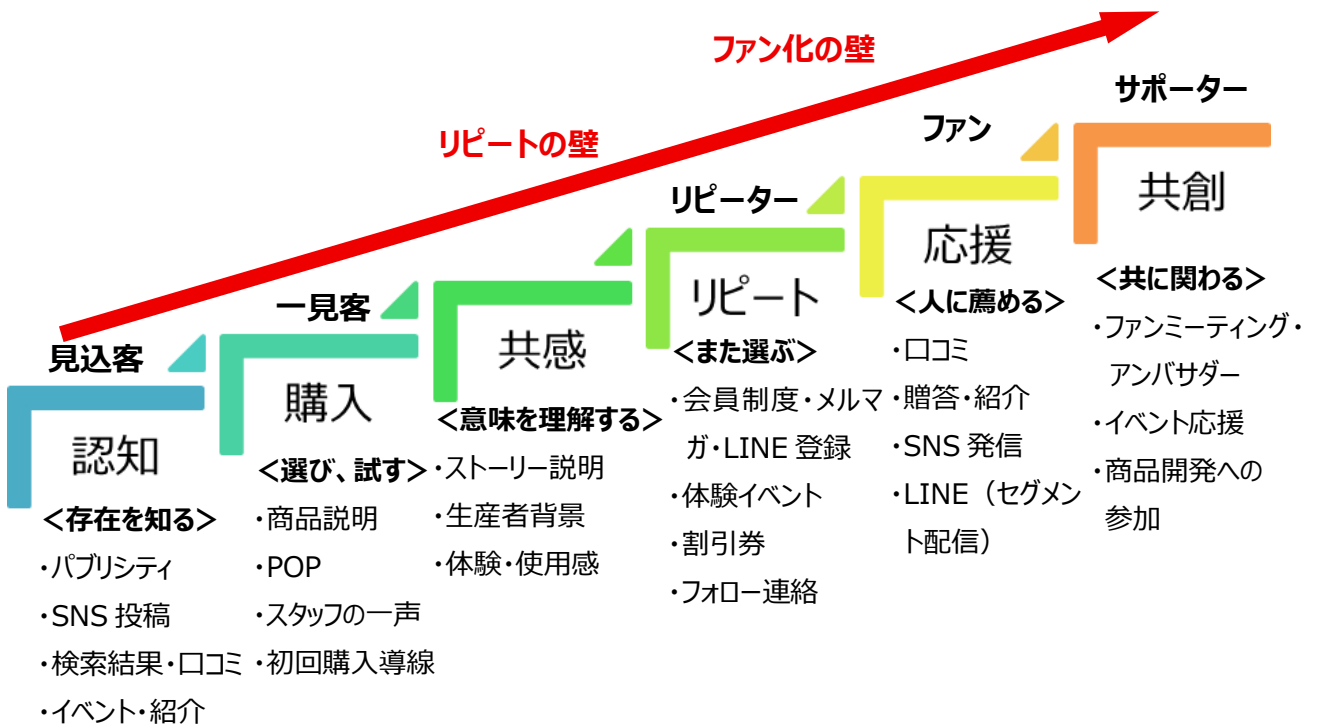 ファン化の壁
リピートの壁
見込客
認知
＜存在を知る＞
・パブリシティ
・SNS 投稿
・検索結果・口コミ
・イベント・紹介
一見客
購入
＜選び、試す＞
・商品説明
・POP
・スタッフの一声
・初回購入導線
共感
＜意味を理解する＞
・ストーリー説明
・生産者背景
・体験・使用感
リピーター
リピート
＜また選ぶ＞
・会員制度・メルマ
ガ・LINE 登録
・体験イベント
・割引券
・フォロー連絡
ファン
応援
＜人に薦める＞
・口コミ
・贈答・紹介
・SNS 発信
・LINE（セグメン
ト配信）
サポーター
共創
＜共に関わる＞
・ファンミーティング・
アンバサダー
・イベント応援
・商品開発への
参加